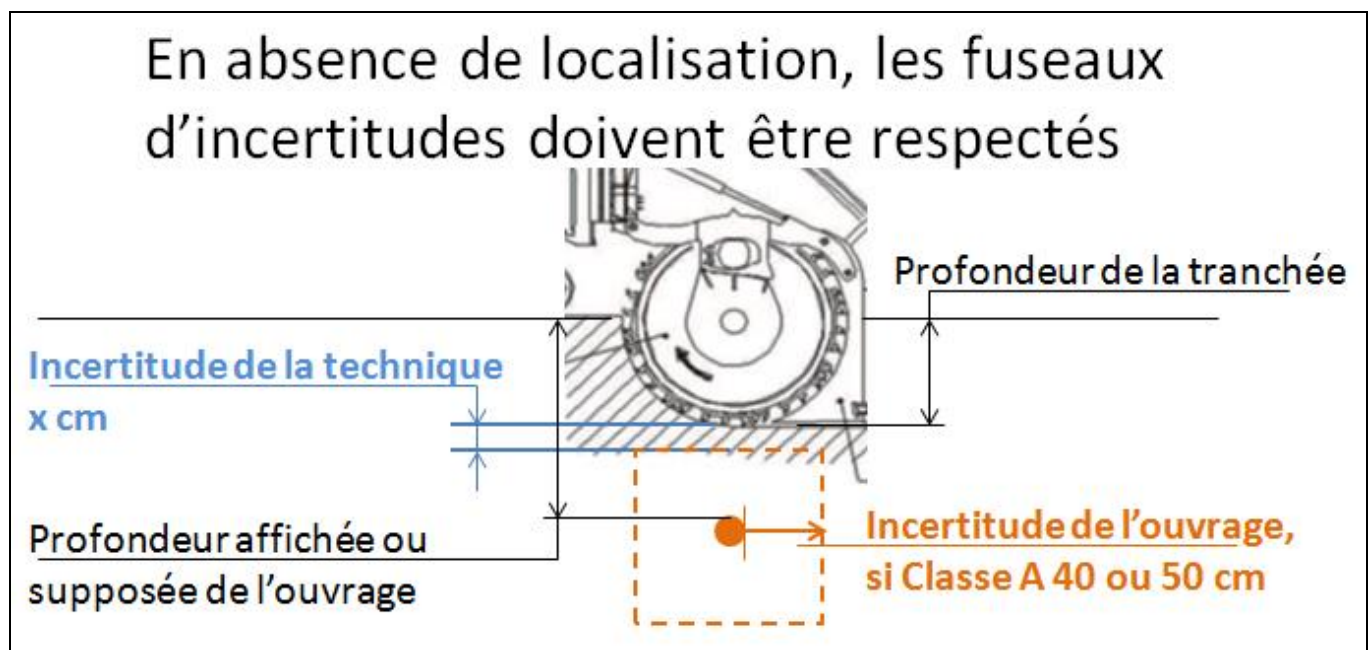 En absence de localisation, les fuseaux
d'incertitudes doivent être respectés
Profondeur de la tranchée
Incertitude de la technique
x cm
Profondeur affichée ou
supposée de l'ouvrage
Incertitude de l'ouvrage,
si Classe A 40 ou 50 cm